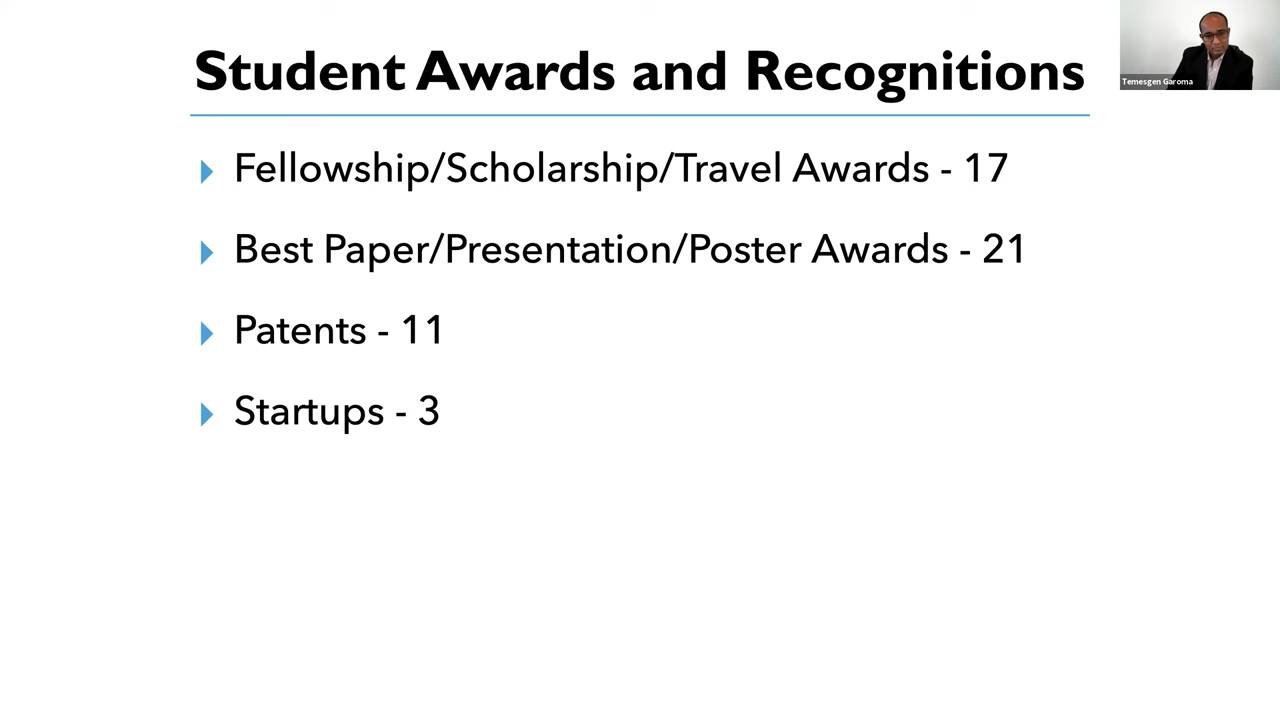 Student Awards and Recognitions
Temesgen Garoma
Fellowship/Scholarship/Travel Awards - 17
Best Paper/Presentation/Poster Awards - 21
Patents - 11
Startups - 3